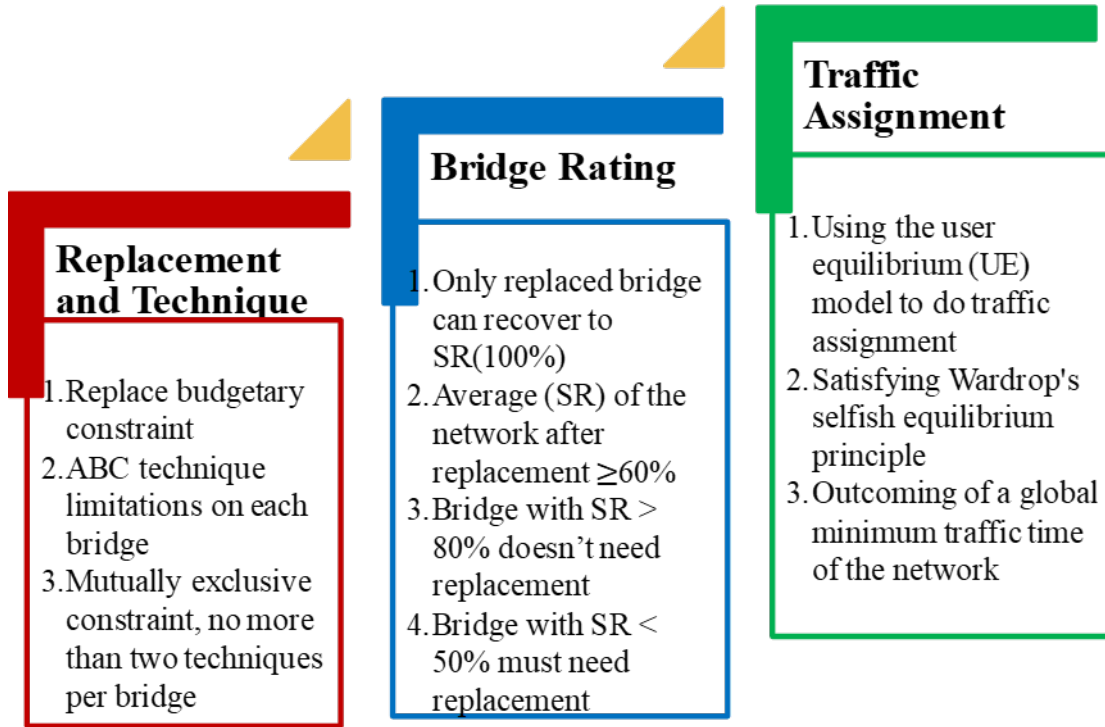 Replacement
and Technique
1.Replace budgetary
constraint
2.ABC technique
limitations on each
bridge
3.Mutually exclusive
constraint, no more
than two techniques
per bridge
Bridge Rating
1.Only replaced bridge
can recover to
SR(100%)
2.Average (SR) of the
network after
replacement ≥60%
3.Bridge with SR >
80% doesn’t need
replacement
4.Bridge with SR <
50% must need
replacement
Traffic
Assignment
1.Using the user
equilibrium (UE)
model to do traffic
assignment
2.Satisfying Wardrop's
selfish equilibrium
principle
3.Outcoming of a global
minimum traffic time
of the network